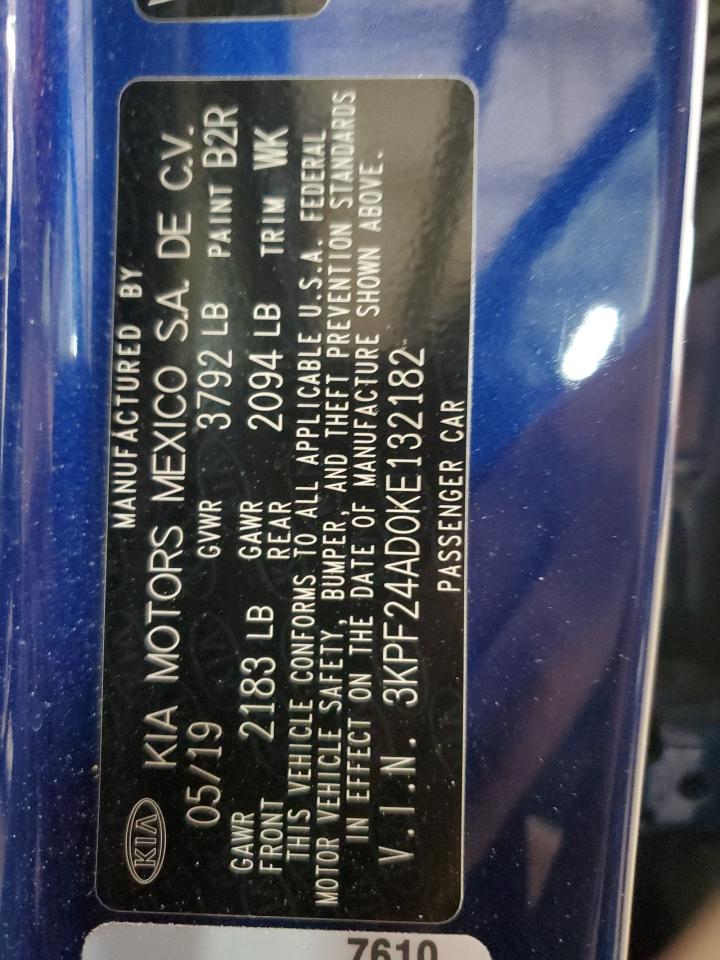 MANUFACTURED BY
KIA KIA MOTORS MEXICO S.A. DE C.V.
05/19 GVWR 3792 LB PAINT B2R
GAWR FRONT 2183 LB GAWR REAR 2094 LB TRIM WK
THIS VEHICLE CONFORMS TO ALL APPLICABLE U.S.A. FEDERAL
MOTOR VEHICLE SAFETY, BUMPER, AND THEFT PREVENTION STANDARDS
IN EFFECT ON THE DATE OF MANUFACTURE SHOWN ABOVE.
V.I.N. 3KPF24AD0KE132182
PASSENGER CAR
7610